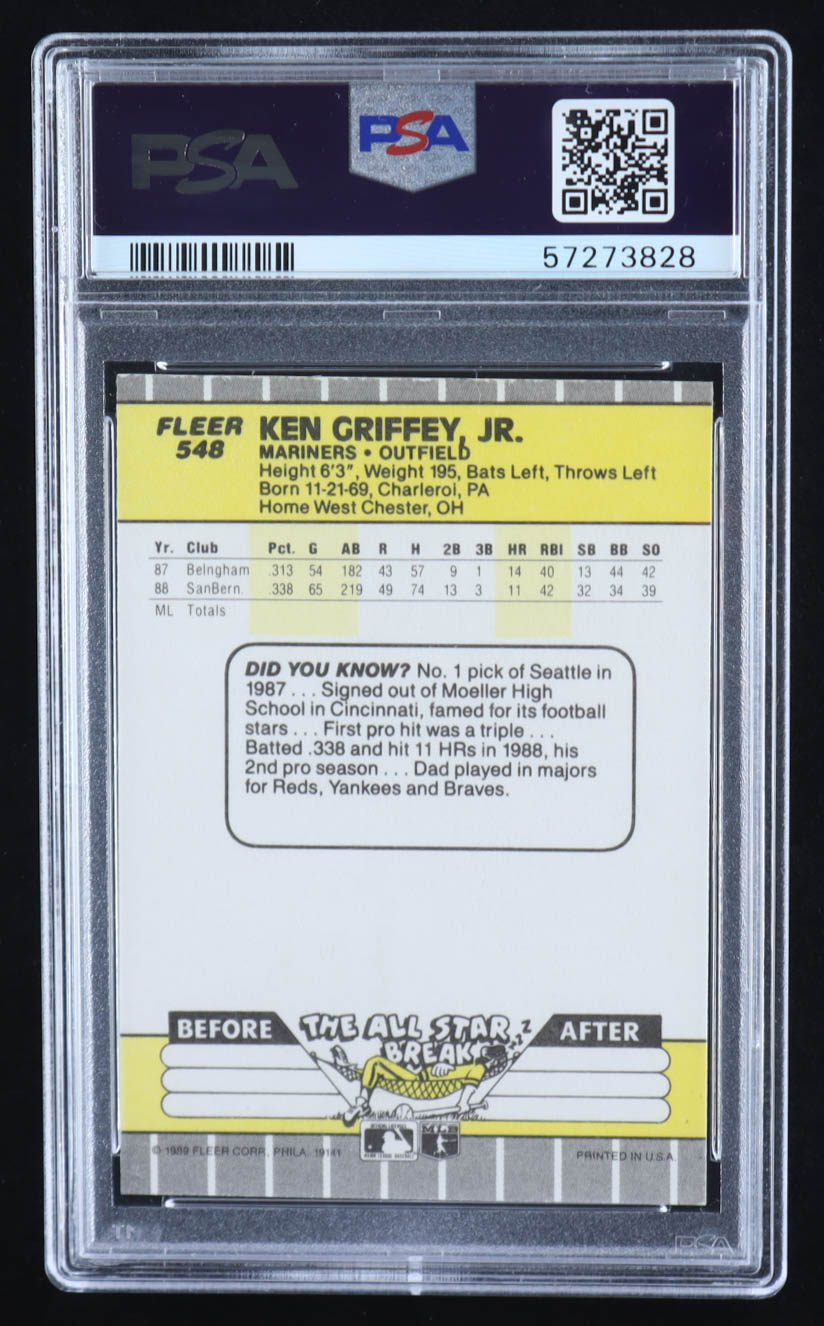 PSA
PSA
57273828
FLEER
548
KEN GRIFFEY, JR.
MARINERS • OUTFIELD
Height 6'3", Weight 195, Bats Left, Throws Left
Born 11-21-69, Charleroi, PA
Home West Chester, OH
Yr. Club Pct. G AB R H 2B 3B HR RBI SB BB SO
87 Belngham .313 54 182 43 57 9 1 14 40 13 44 42
88 SanBern. .338 65 219 49 74 13 3 11 42 32 34 39
ML Totals
DID YOU KNOW? No. 1 pick of Seattle in
1987 . . . Signed out of Moeller High
School in Cincinnati, famed for its football
stars . . . First pro hit was a triple . . .
Batted .338 and hit 11 HRs in 1988, his
2nd pro season . . . Dad played in majors
for Reds, Yankees and Braves.
BEFORE
THE ALL STAR
BREAK
ZZZ
AFTER
MLB
© 1989 FLEER CORP., PHILA. 19141
PRINTED IN U.S.A.
PSA